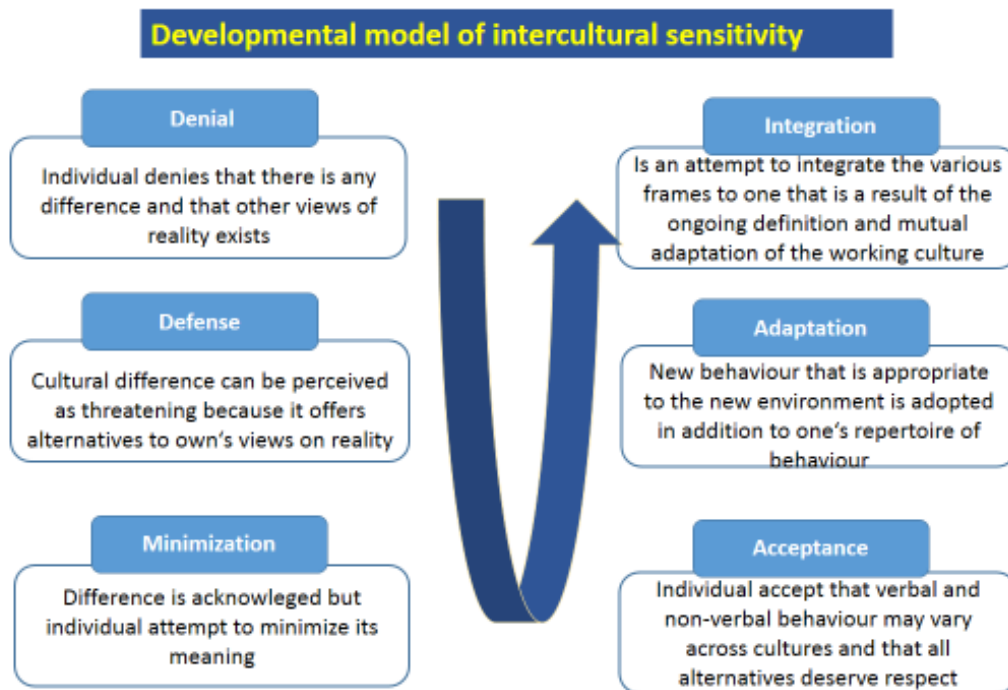 Developmental model of intercultural sensitivity
Denial
Individual denies that there is any
difference and that other views of
reality exists
Defense
Cultural difference can be perceived
as threatening because it offers
alternatives to own's views on reality
Minimization
Difference is acknowleged but
individual attempt to minimize its
meaning
Integration
Is an attempt to integrate the various
frames to one that is a result of the
ongoing definition and mutual
adaptation of the working culture
Adaptation
New behaviour that is appropriate
to the new environment is adopted
in addition to one's repertoire of
behaviour
Acceptance
Individual accept that verbal and
non-verbal behaviour may vary
across cultures and that all
alternatives deserve respect